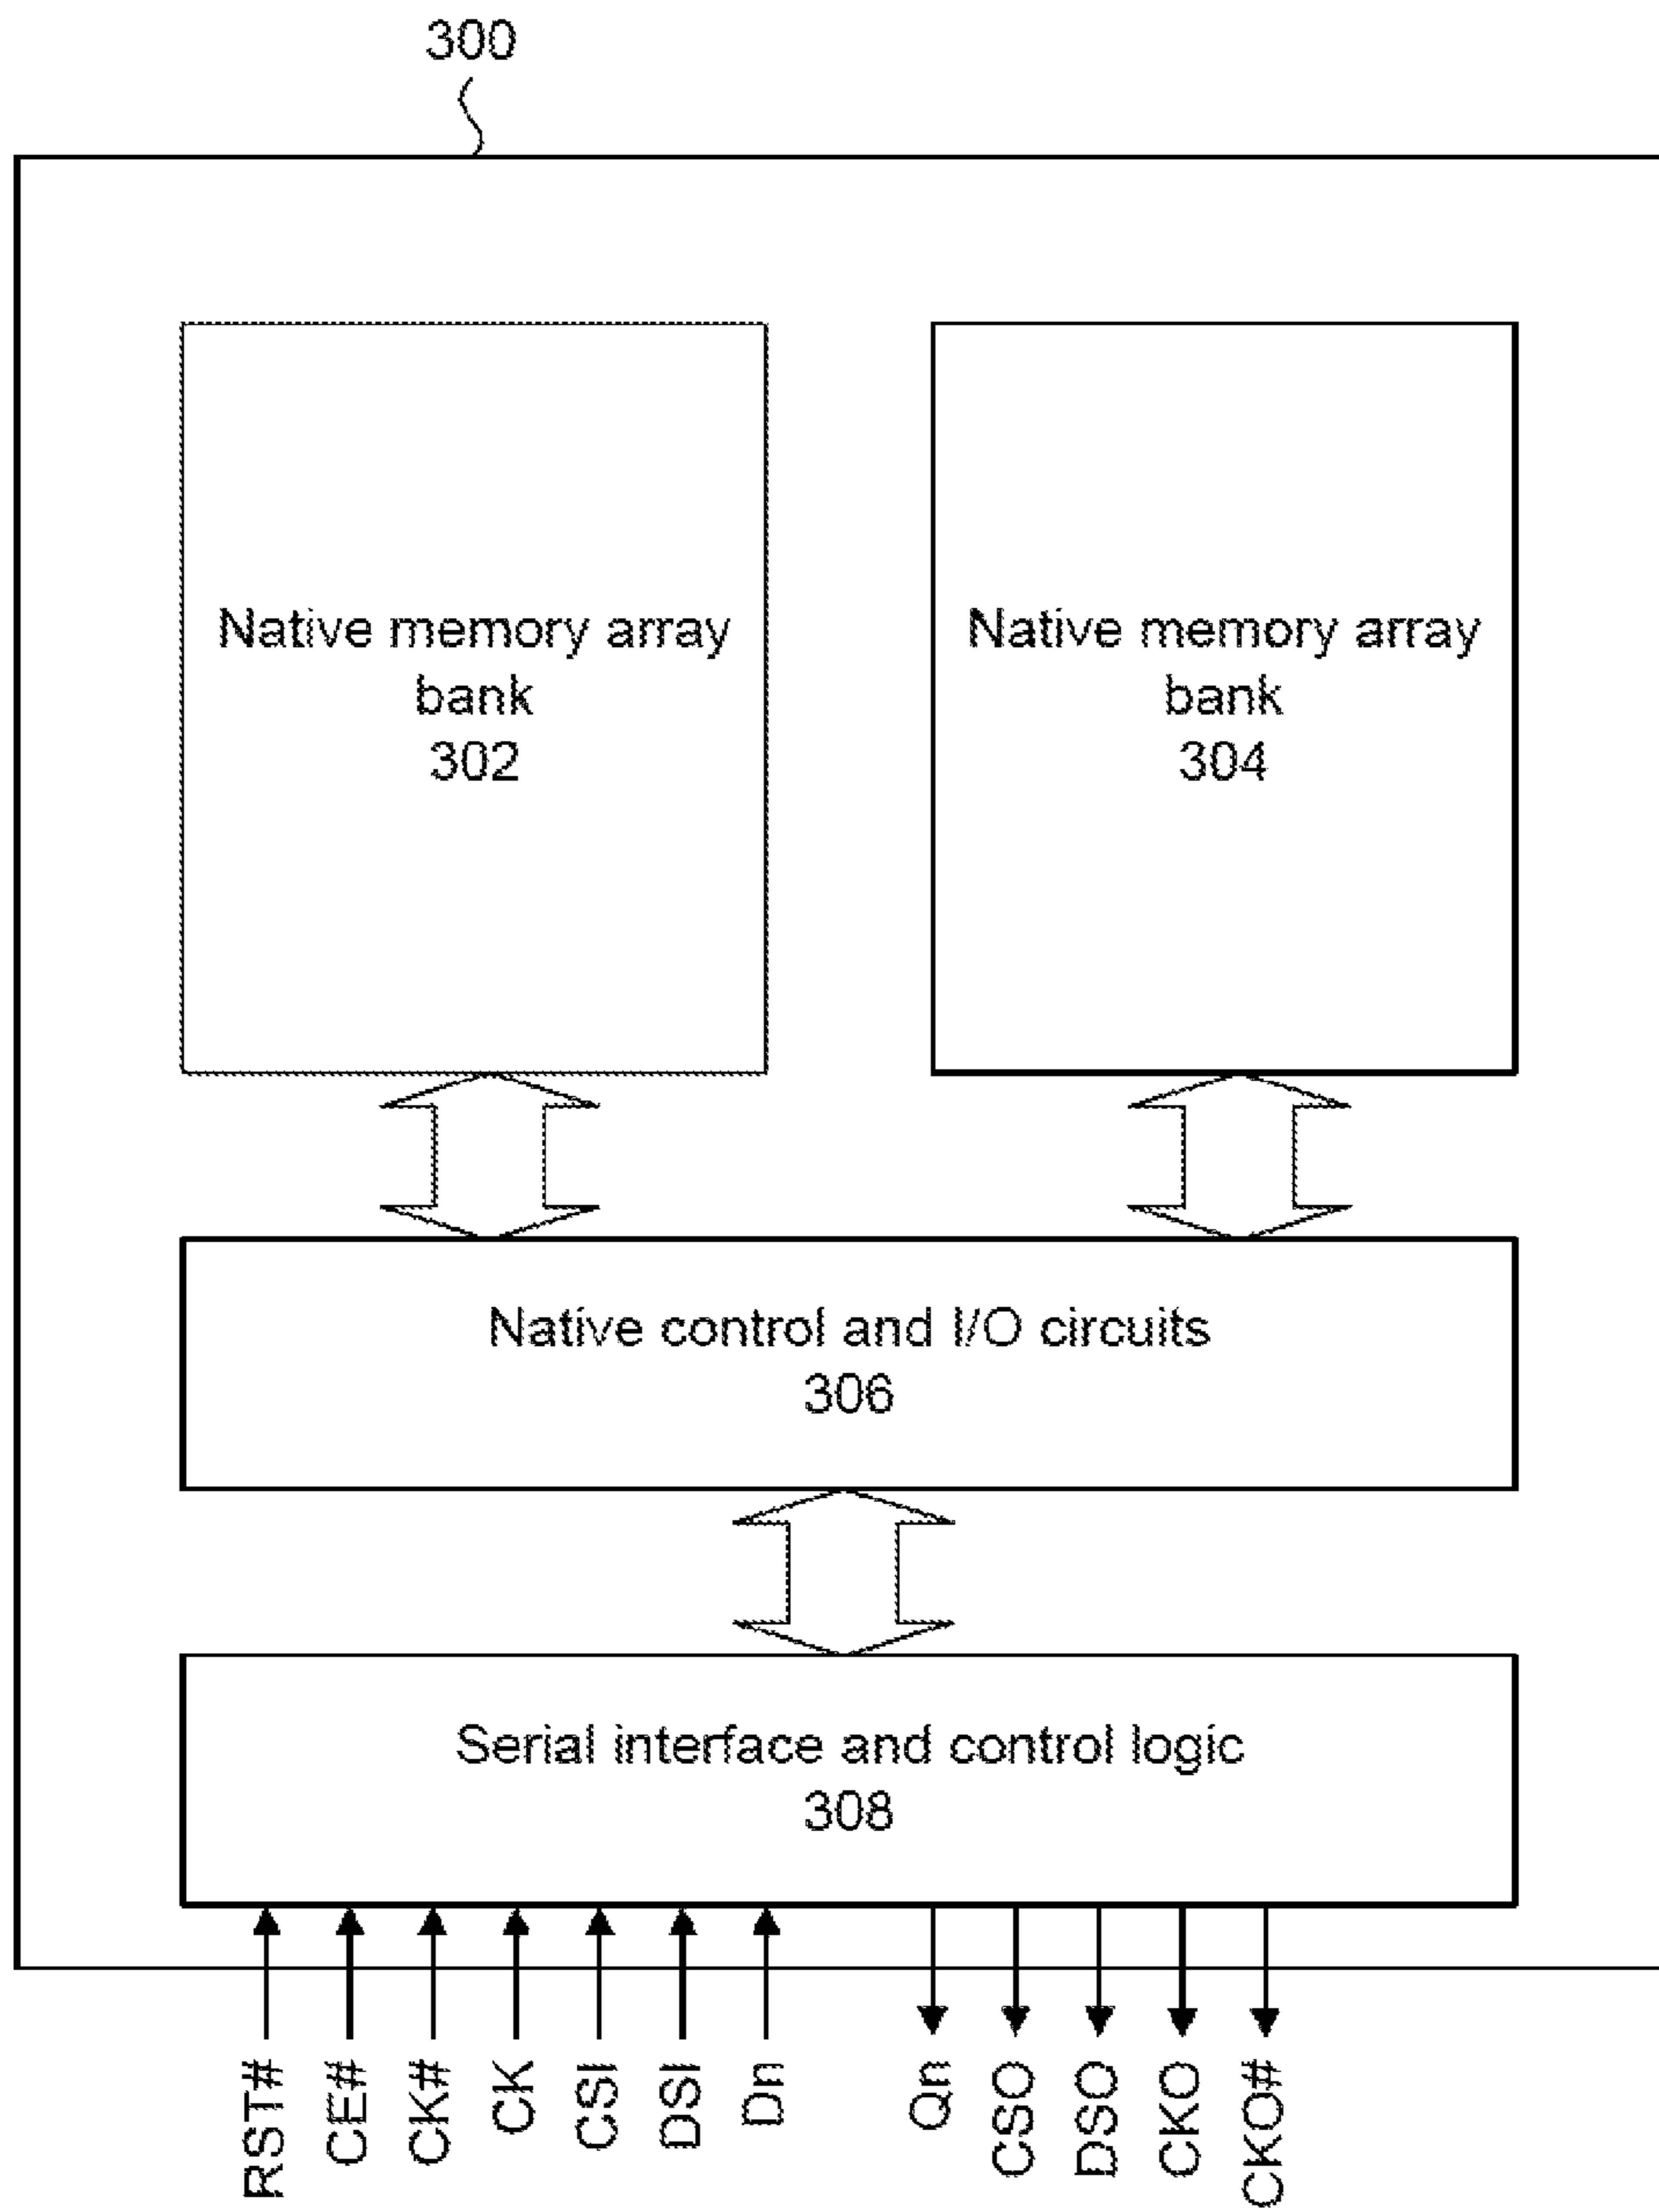 300
Native memory array
bank
302
Native memory array
bank
304
Native control and I/O circuits
306
Serial interface and control logic
308
RST#
CE#
CK#
CK
CSI
DSI
Dn
Qn
CSO
DSO
CKO
CKO#